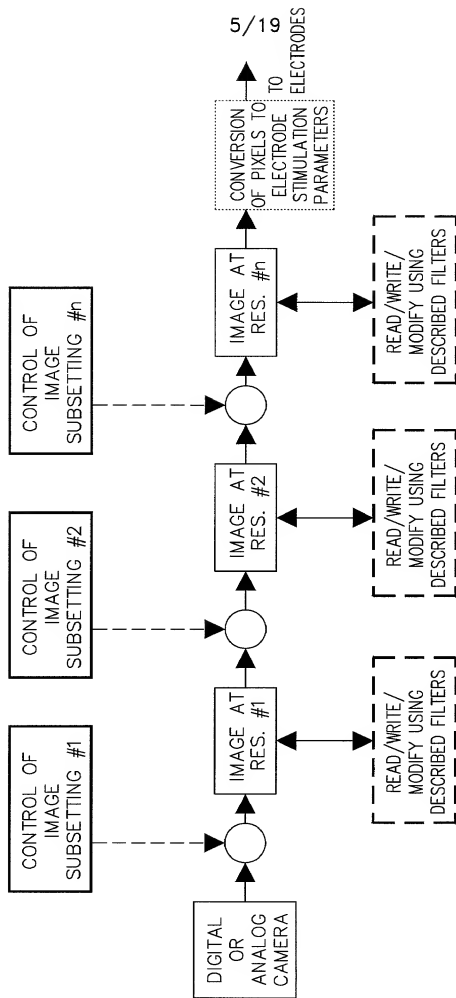 5/19
CONTROL OF
IMAGE
SUBSETTING #1
CONTROL OF
IMAGE
SUBSETTING #2
CONTROL OF
IMAGE
SUBSETTING #n
DIGITAL
OR
ANALOG
CAMERA
IMAGE AT
RES. #1
IMAGE AT
RES. #2
IMAGE AT
RES. #n
CONVERSION
OF PIXELS TO
ELECTRODE
STIMULATION
PARAMETERS
TO
ELECTRODES
READ/WRITE/
MODIFY USING
DESCRIBED FILTERS
READ/WRITE/
MODIFY USING
DESCRIBED FILTERS
READ/WRITE/
MODIFY USING
DESCRIBED FILTERS